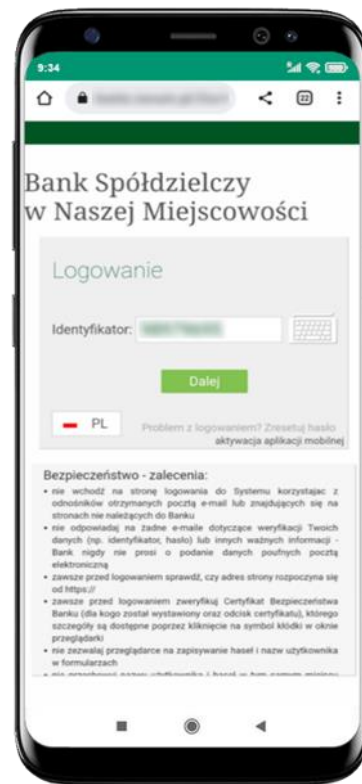 9:34
22
Bank Spółdzielczy
w Naszej Miejscowości
Logowanie
Identyfikator:
Dalej
PL
Problem z logowaniem? Zresetuj hasło
aktywacja aplikacji mobilnej
Bezpieczeństwo - zalecenia:
• nie wchodź na stronę logowania do Systemu korzystając z
odnośników otrzymanych pocztą e-mail lub znajdujących się na
stronach nie należących do Banku
• nie odpowiadaj na żadne e-maile dotyczące weryfikacji Twoich
danych (np. identyfikator, hasło) lub innych ważnych informacji -
Bank nigdy nie prosi o podanie danych poufnych pocztą
elektroniczną
• zawsze przed logowaniem sprawdź, czy adres strony rozpoczyna się
od https://
• zawsze przed logowaniem zweryfikuj Certyfikat Bezpieczeństwa
Banku (dla kogo został wystawiony oraz odcisk certyfikatu), którego
szczegóły są dostępne poprzez kliknięcie na symbol kłódki w oknie
przeglądarki
• nie zezwalaj przeglądarce na zapisywanie haseł i nazw użytkownika
w formularzach